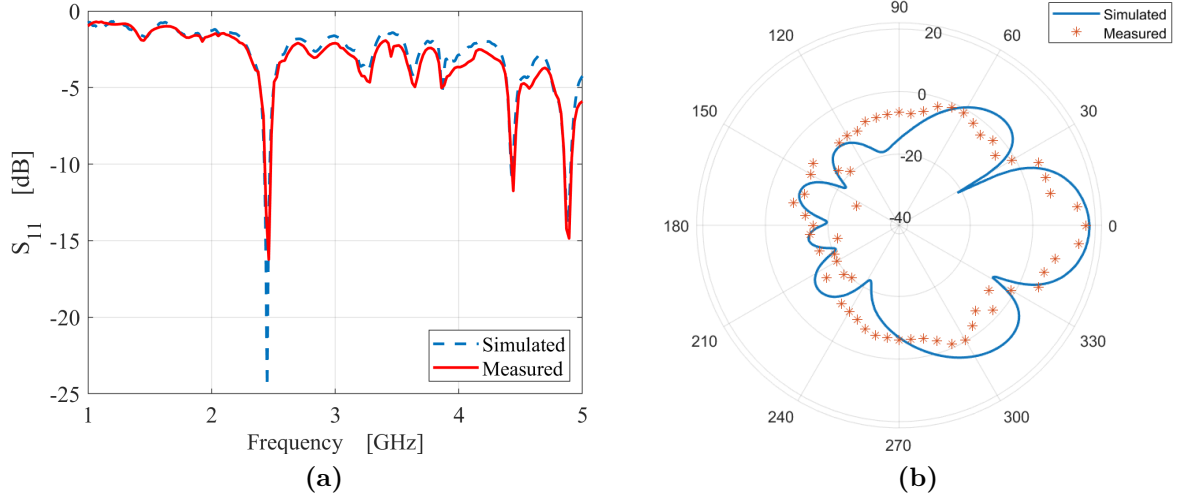 0
-5
-10
-15
-20
-25
S11 [dB]
1 2 3 4 5
Frequency [GHz]
Simulated
Measured
(a)
90
120 60
150 30
180 0
210 330
240 300
270
20
0
-20
-40
Simulated
Measured
(b)